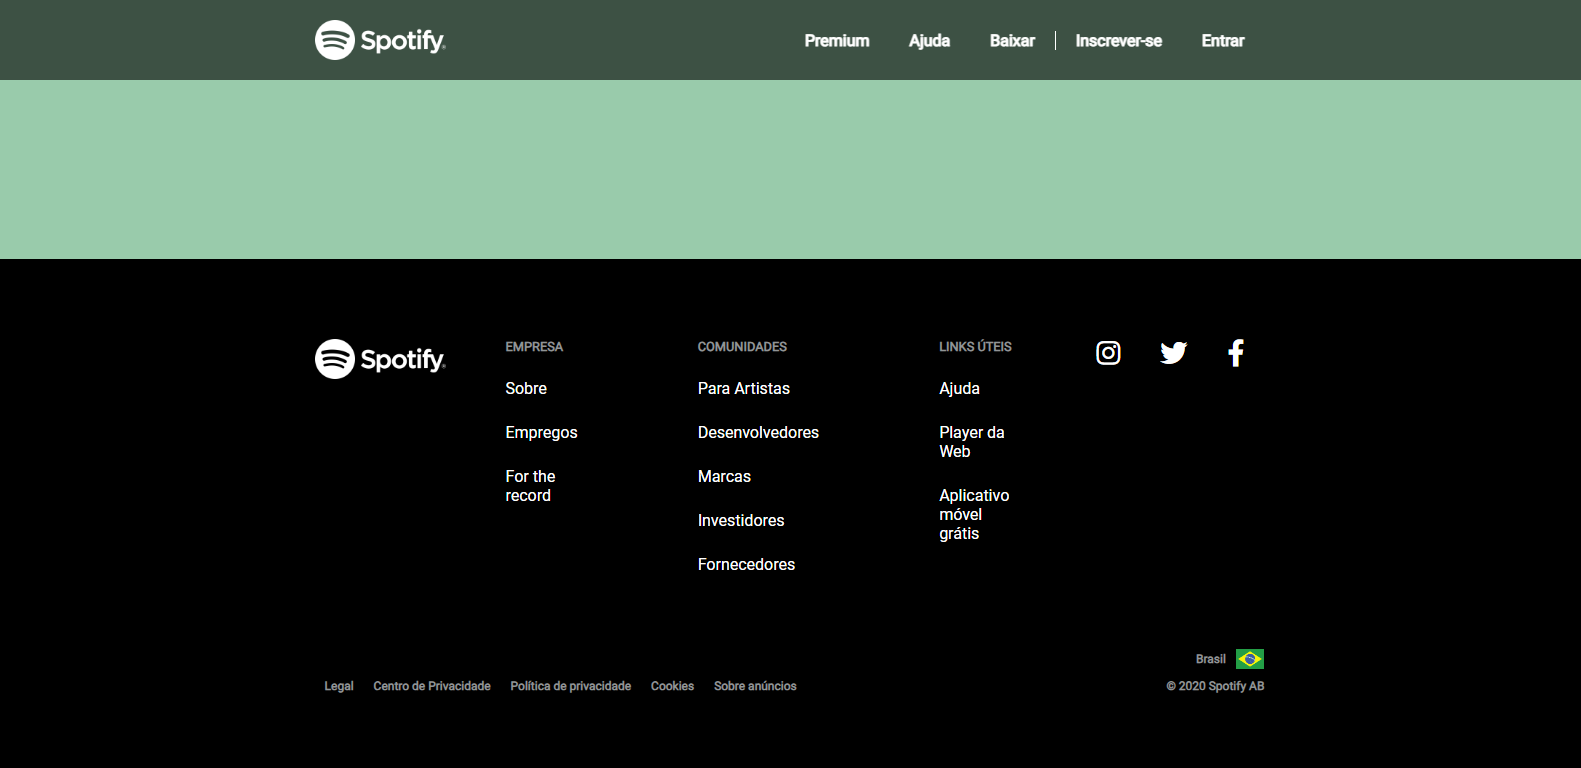 Spotify®
Premium
Ajuda
Baixar
Inscrever-se
Entrar
Spotify®
EMPRESA
Sobre
Empregos
For the
record
COMUNIDADES
Para Artistas
Desenvolvedores
Marcas
Investidores
Fornecedores
LINKS ÚTEIS
Ajuda
Player da
Web
Aplicativo
móvel
grátis
Brasil
Legal
Centro de Privacidade
Política de privacidade
Cookies
Sobre anúncios
© 2020 Spotify AB